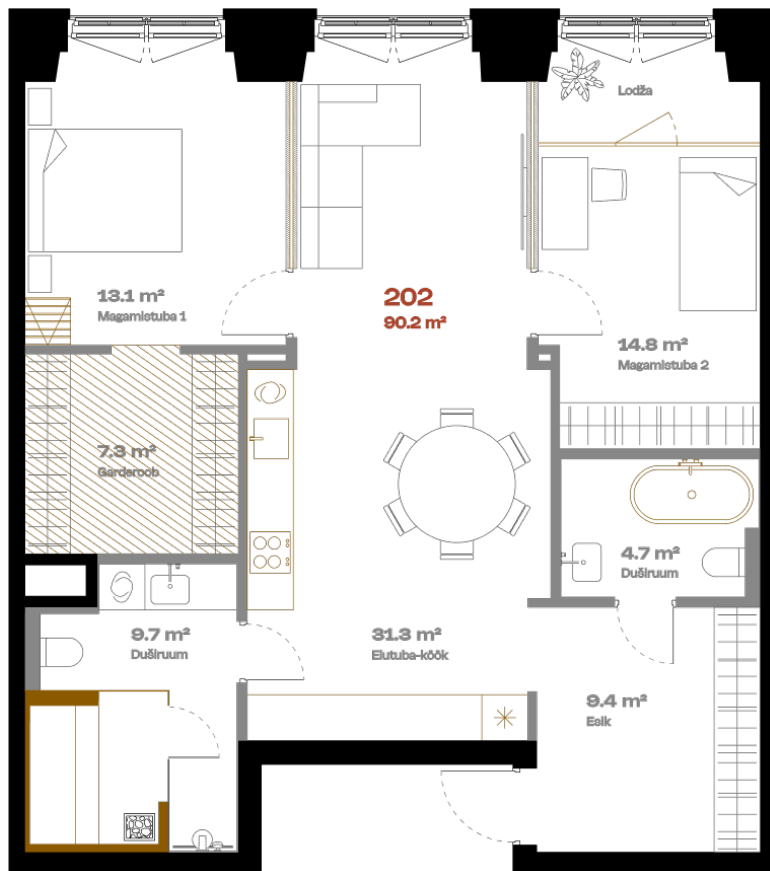 Lodža
13.1 m²
Magamistuba 1
202
90.2 m²
14.8 m²
Magamistuba 2
7.3 m²
Garderoob
4.7 m²
Duširuum
9.7 m²
Duširuum
31.3 m²
Elutuba-köök
9.4 m²
Esik